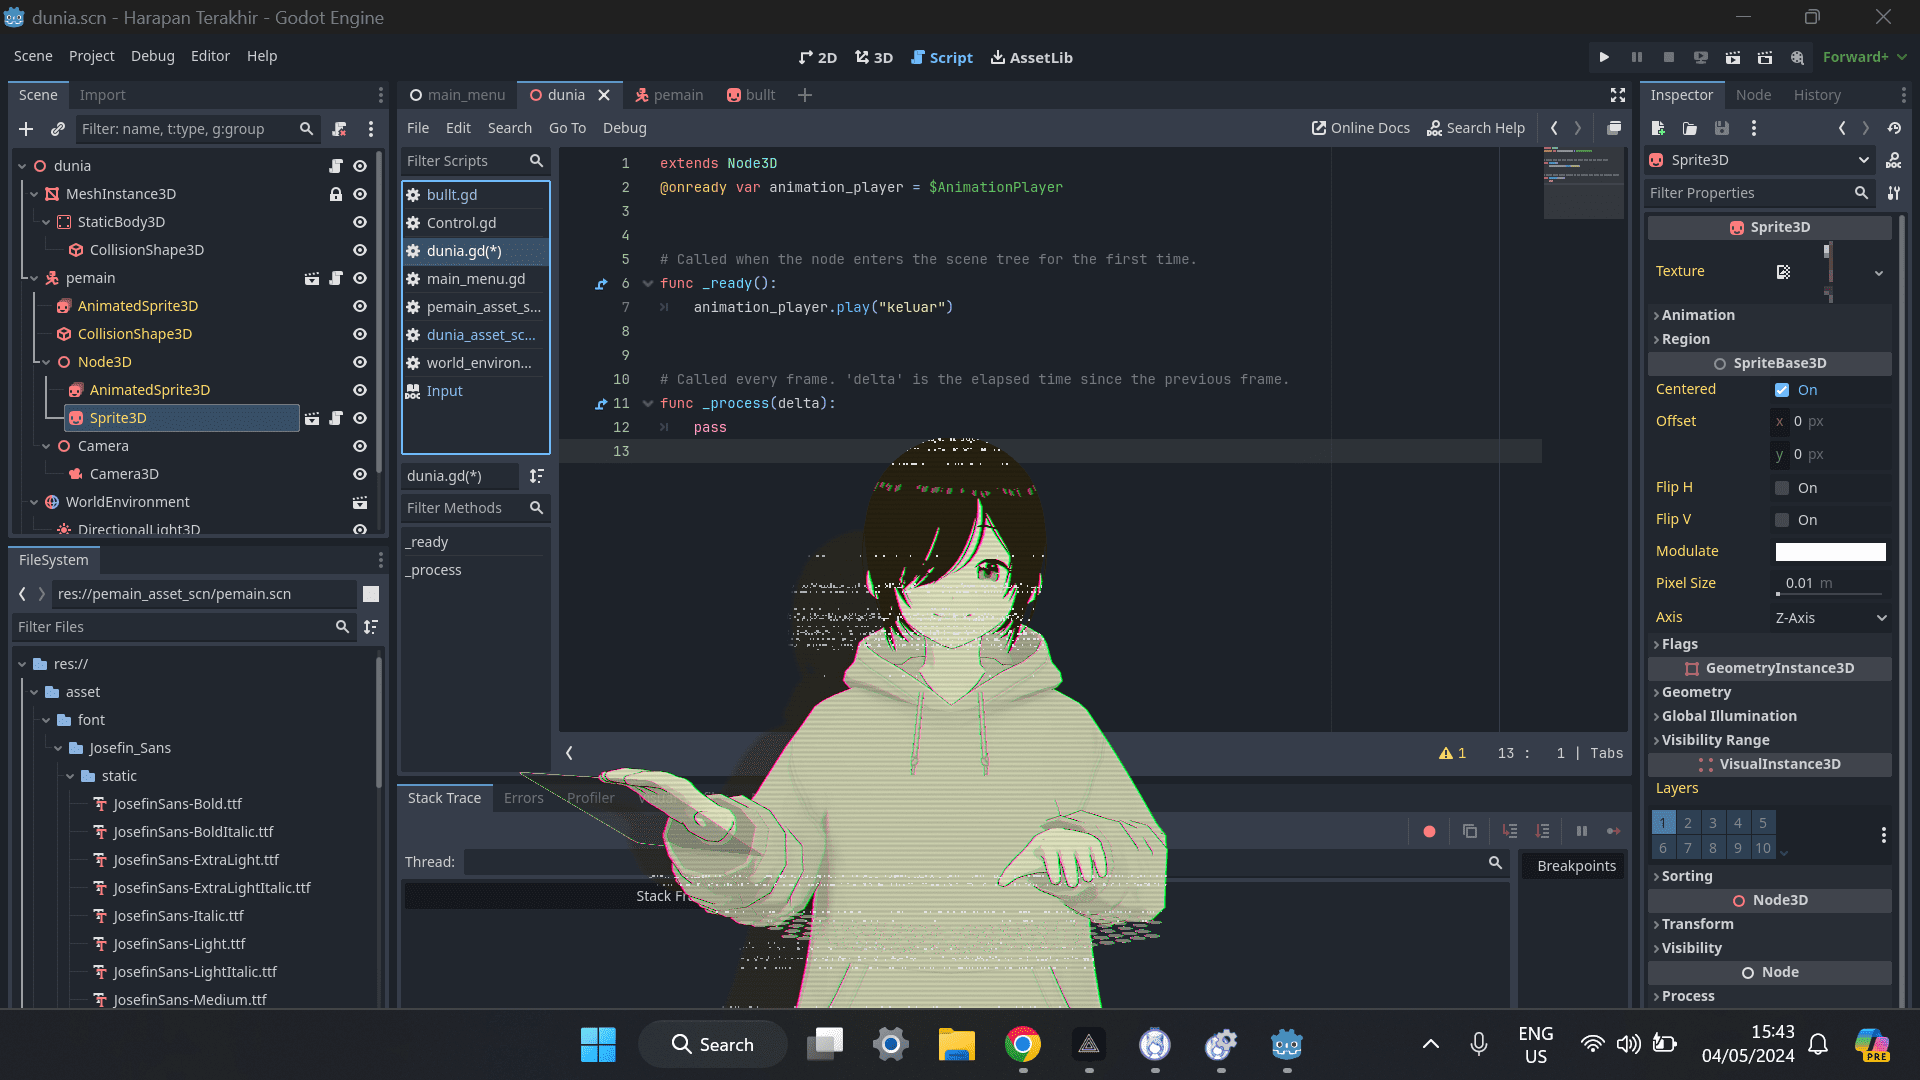 dunia.scn - Harapan Terakhir - Godot Engine
Scene Project Debug Editor Help
2D 3D Script AssetLib
Forward+
Scene Import
Filter: name, t:type, g:group
dunia
MeshInstance3D
StaticBody3D
CollisionShape3D
pemain
AnimatedSprite3D
CollisionShape3D
Node3D
AnimatedSprite3D
Sprite3D
Camera
Camera3D
WorldEnvironment
DirectionalLight3D
FileSystem
res://pemain_asset_scn/pemain.scn
Filter Files
res://
asset
font
Josefin_Sans
static
JosefinSans-Bold.ttf
JosefinSans-BoldItalic.ttf
JosefinSans-ExtraLight.ttf
JosefinSans-ExtraLightItalic.ttf
JosefinSans-Italic.ttf
JosefinSans-Light.ttf
JosefinSans-LightItalic.ttf
JosefinSans-Medium.ttf
main_menu dunia pemain bullt
File Edit Search Go To Debug
Online Docs Search Help
Filter Scripts
bullt.gd
Control.gd
dunia.gd(*)
main_menu.gd
pemain_asset_s...
dunia_asset_sc...
world_environ...
Input
dunia.gd(*)
Filter Methods
_ready
_process
1 extends Node3D
2 @onready var animation_player = $AnimationPlayer
3
4
5 # Called when the node enters the scene tree for the first time.
6 func _ready():
7 animation_player.play("keluar")
8
9
10 # Called every frame. 'delta' is the elapsed time since the previous frame.
11 func _process(delta):
12 pass
13
1 13 : 1 | Tabs
Stack Trace Errors Profiler
Thread:
Stack Fra
Breakpoints
Inspector Node History
Sprite3D
Filter Properties
Sprite3D
Texture
Animation
Region
SpriteBase3D
Centered On
Offset x 0 px
y 0 px
Flip H On
Flip V On
Modulate
Pixel Size 0.01 m
Axis Z-Axis
Flags
GeometryInstance3D
Geometry
Global Illumination
Visibility Range
VisualInstance3D
Layers
1 2 3 4 5
6 7 8 9 10
Sorting
Node3D
Transform
Visibility
Node
Process
Search
ENG
US
15:43
04/05/2024
PRE